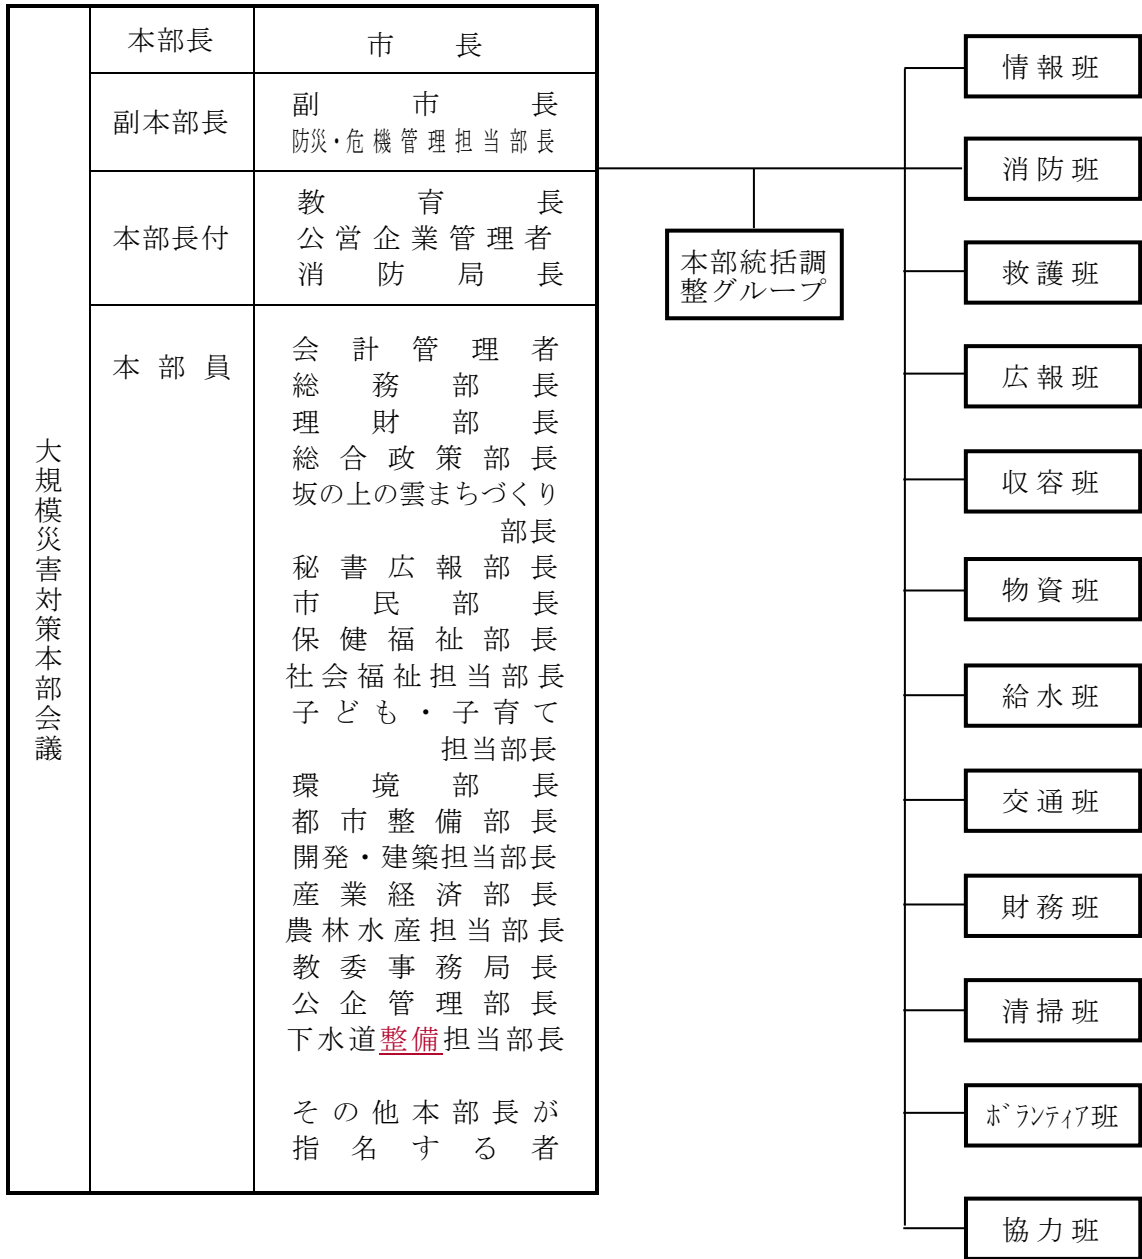 大規模災害対策本部会議
本部長
市長
副本部長
副市長
防災・危機管理担当部長
本部長付
教育長
公営企業管理者
消防局長
本部員
会計管理者
総務部長
理財部長
総合政策部長
坂の上の雲まちづくり
部長
秘書広報部長
市民部長
保健福祉部長
社会福祉担当部長
子ども・子育て
担当部長
環境部長
都市整備部長
開発・建築担当部長
産業経済部長
農林水産担当部長
教委事務局長
公企管理部長
下水道整備担当部長
その他本部長が
指名する者
本部統括調
整グループ
情報班
消防班
救護班
広報班
収容班
物資班
給水班
交通班
財務班
清掃班
ボランティア班
協力班